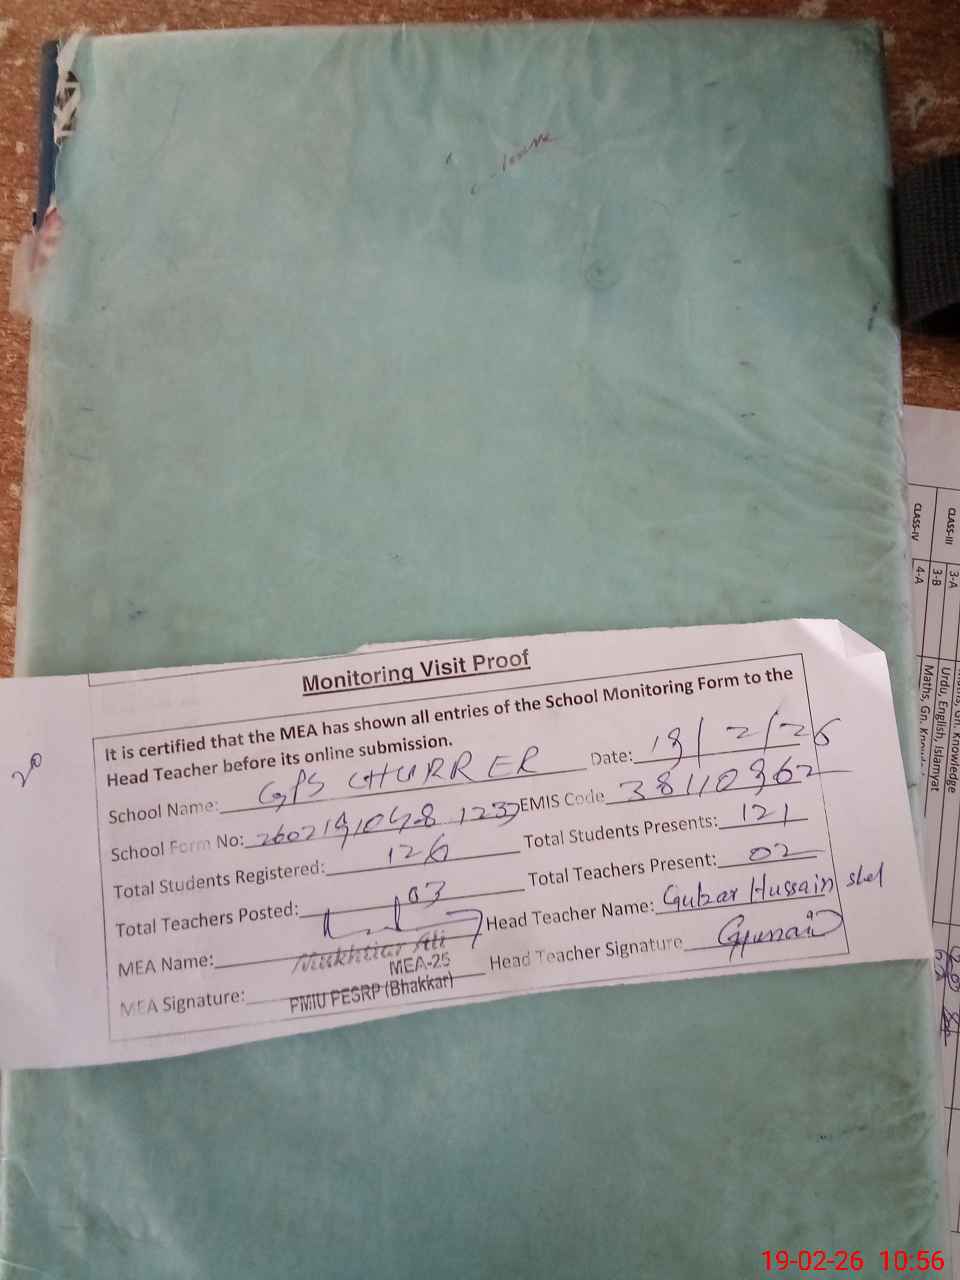 Monitoring Visit Proof
It is certified that the MEA has shown all entries of the School Monitoring Form to the
Head Teacher before its online submission.
School Name: GPS CHURRER Date: 19/2/26
School Form No: EMIS Code 38110362
Total Students Registered: 126 Total Students Presents: 121
Total Teachers Posted: 03 Total Teachers Present: 02
MEA Name: Mukhtiar Ali Head Teacher Name: Gulzar Hussain
MEA-25
MEA Signature: PMIU PESRP (Bhakkar) Head Teacher Signature
CLASS-III
3-A
3-B
Urdu, English, Islamyat
CLASS-IV
4-A
Maths, Gn. Knowledge
19-02-26 10:56